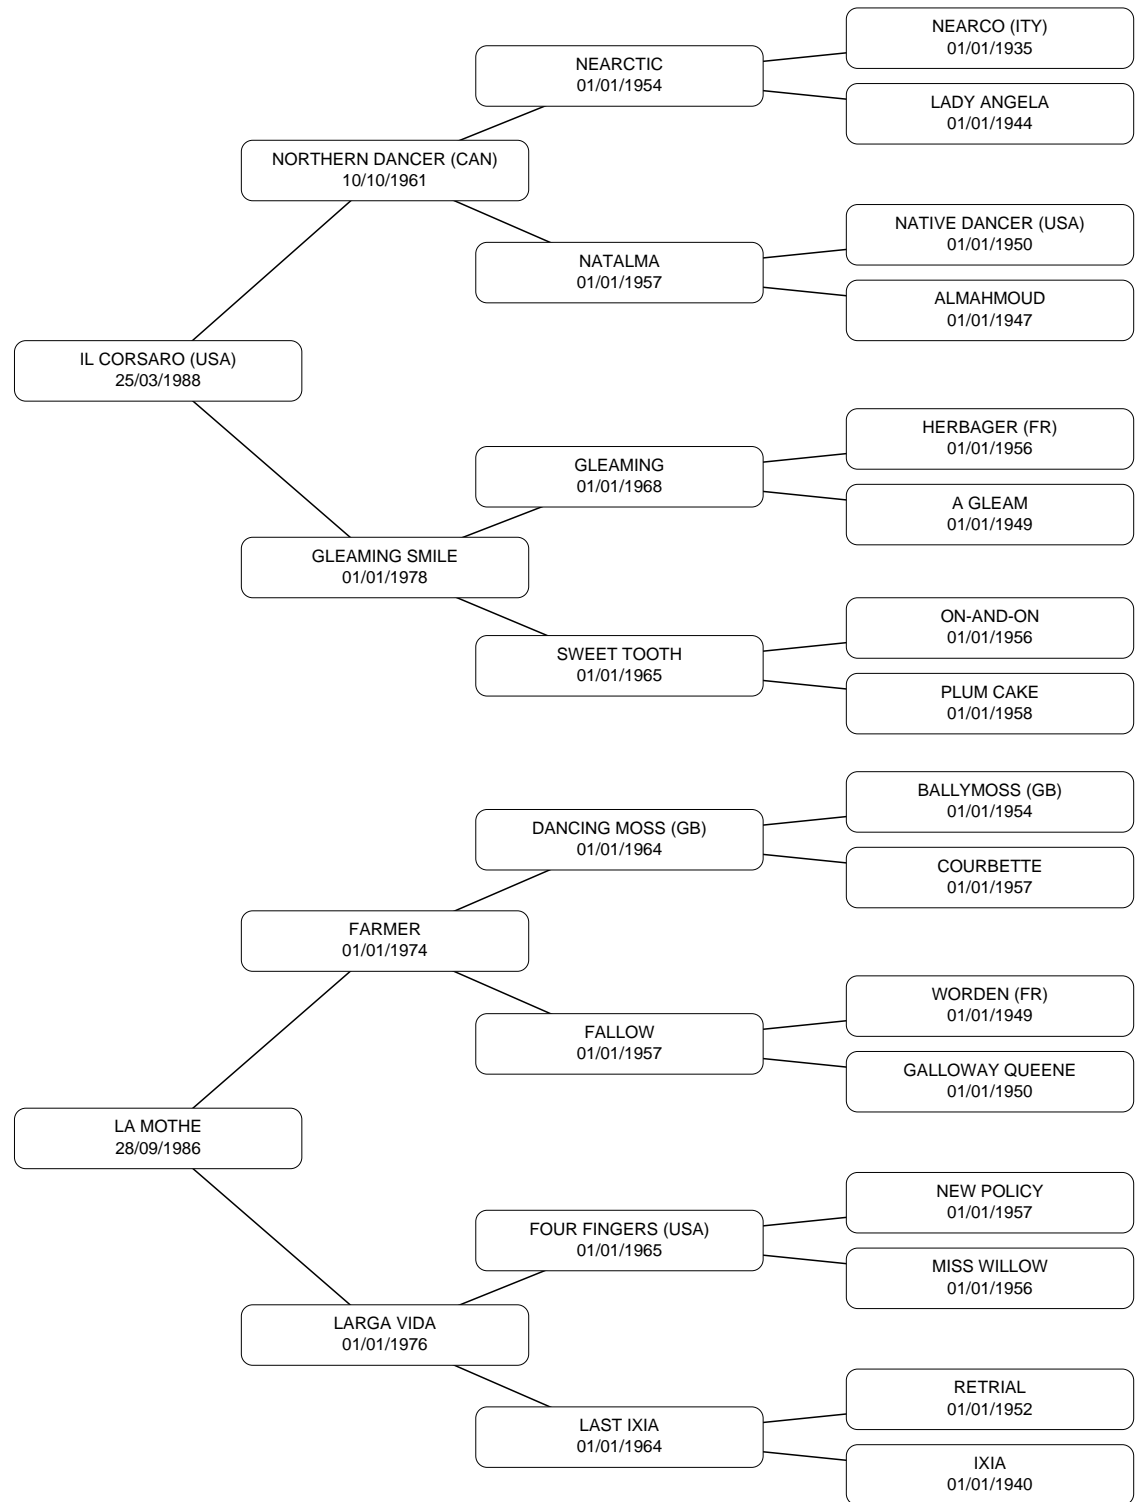 NEARCO (ITY)
01/01/1935
NEARCTIC
01/01/1954
LADY ANGELA
01/01/1944
NORTHERN DANCER (CAN)
10/10/1961
NATIVE DANCER (USA)
01/01/1950
NATALMA
01/01/1957
ALMAHMOUD
01/01/1947
IL CORSARO (USA)
25/03/1988
HERBAGER (FR)
01/01/1956
GLEAMING
01/01/1968
A GLEAM
01/01/1949
GLEAMING SMILE
01/01/1978
ON-AND-ON
01/01/1956
SWEET TOOTH
01/01/1965
PLUM CAKE
01/01/1958
BALLYMOSS (GB)
01/01/1954
DANCING MOSS (GB)
01/01/1964
COURBETTE
01/01/1957
FARMER
01/01/1974
WORDEN (FR)
01/01/1949
FALLOW
01/01/1957
GALLOWAY QUEENE
01/01/1950
LA MOTHE
28/09/1986
NEW POLICY
01/01/1957
FOUR FINGERS (USA)
01/01/1965
MISS WILLOW
01/01/1956
LARGA VIDA
01/01/1976
RETRIAL
01/01/1952
LAST IXIA
01/01/1964
IXIA
01/01/1940